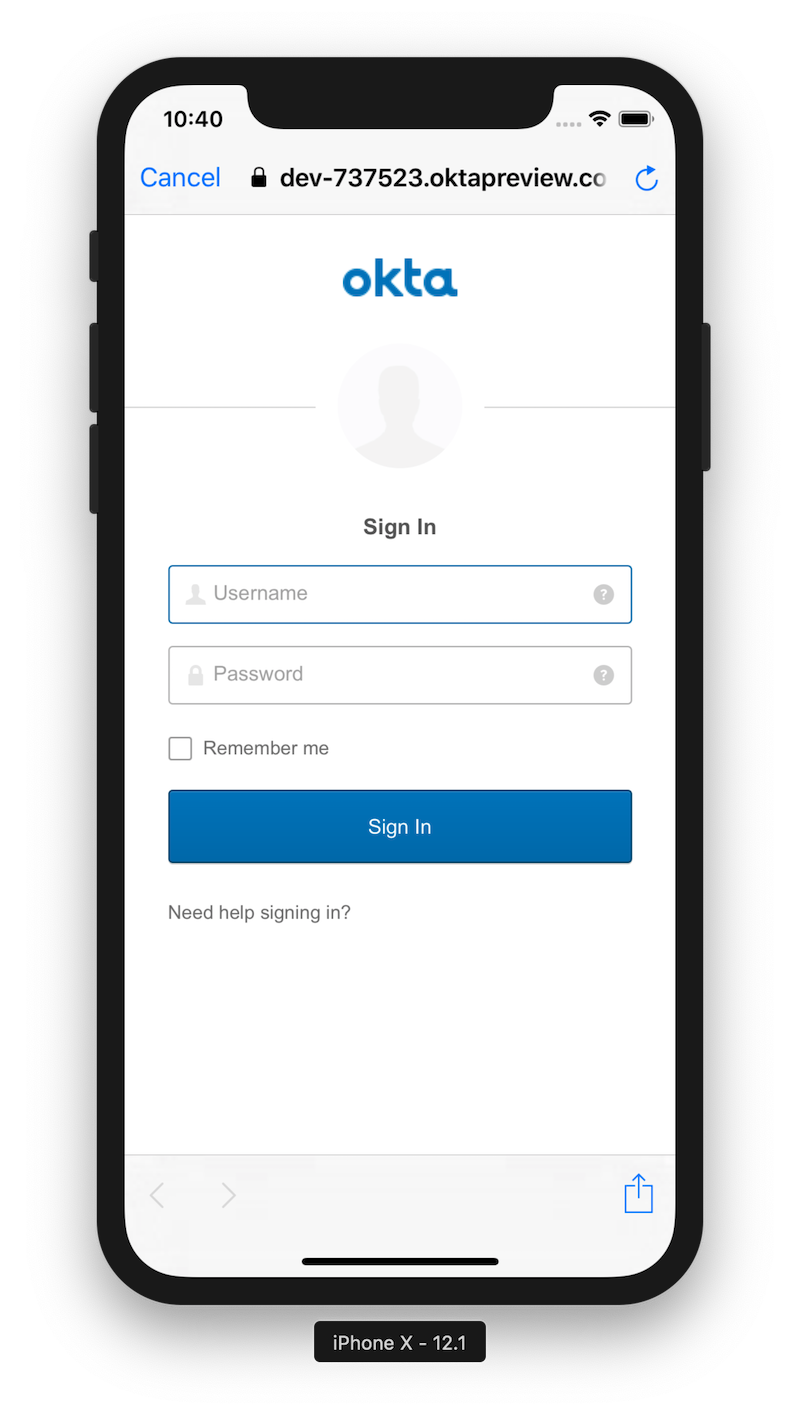 10:40
Cancel dev-737523.oktapreview.co
okta
Sign In
Username ?
Password ?
Remember me
Sign In
Need help signing in?
iPhone X - 12.1